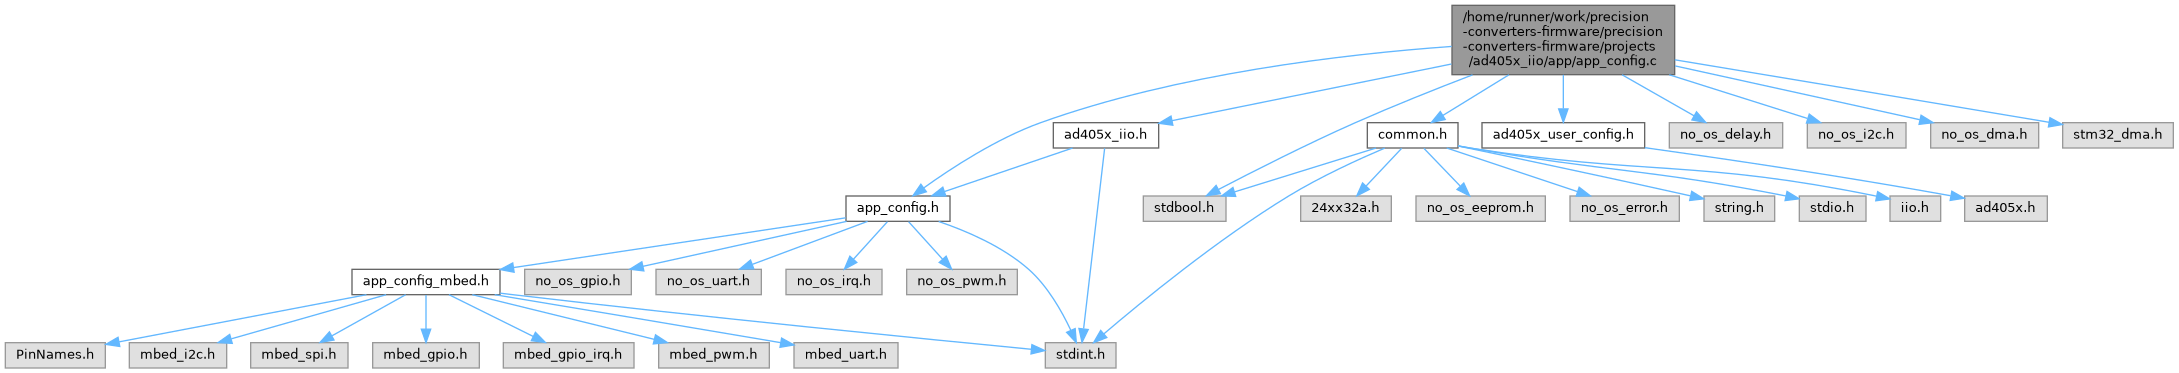 /home/runner/work/precision
-converters-firmware/precision
-converters-firmware/projects
/ad405x_iio/app/app_config.c
ad405x_iio.h
common.h
ad405x_user_config.h
no_os_delay.h
no_os_i2c.h
no_os_dma.h
stm32_dma.h
app_config.h
stdbool.h
24xx32a.h
no_os_eeprom.h
no_os_error.h
string.h
stdio.h
iio.h
ad405x.h
app_config_mbed.h
no_os_gpio.h
no_os_uart.h
no_os_irq.h
no_os_pwm.h
PinNames.h
mbed_i2c.h
mbed_spi.h
mbed_gpio.h
mbed_gpio_irq.h
mbed_pwm.h
mbed_uart.h
stdint.h